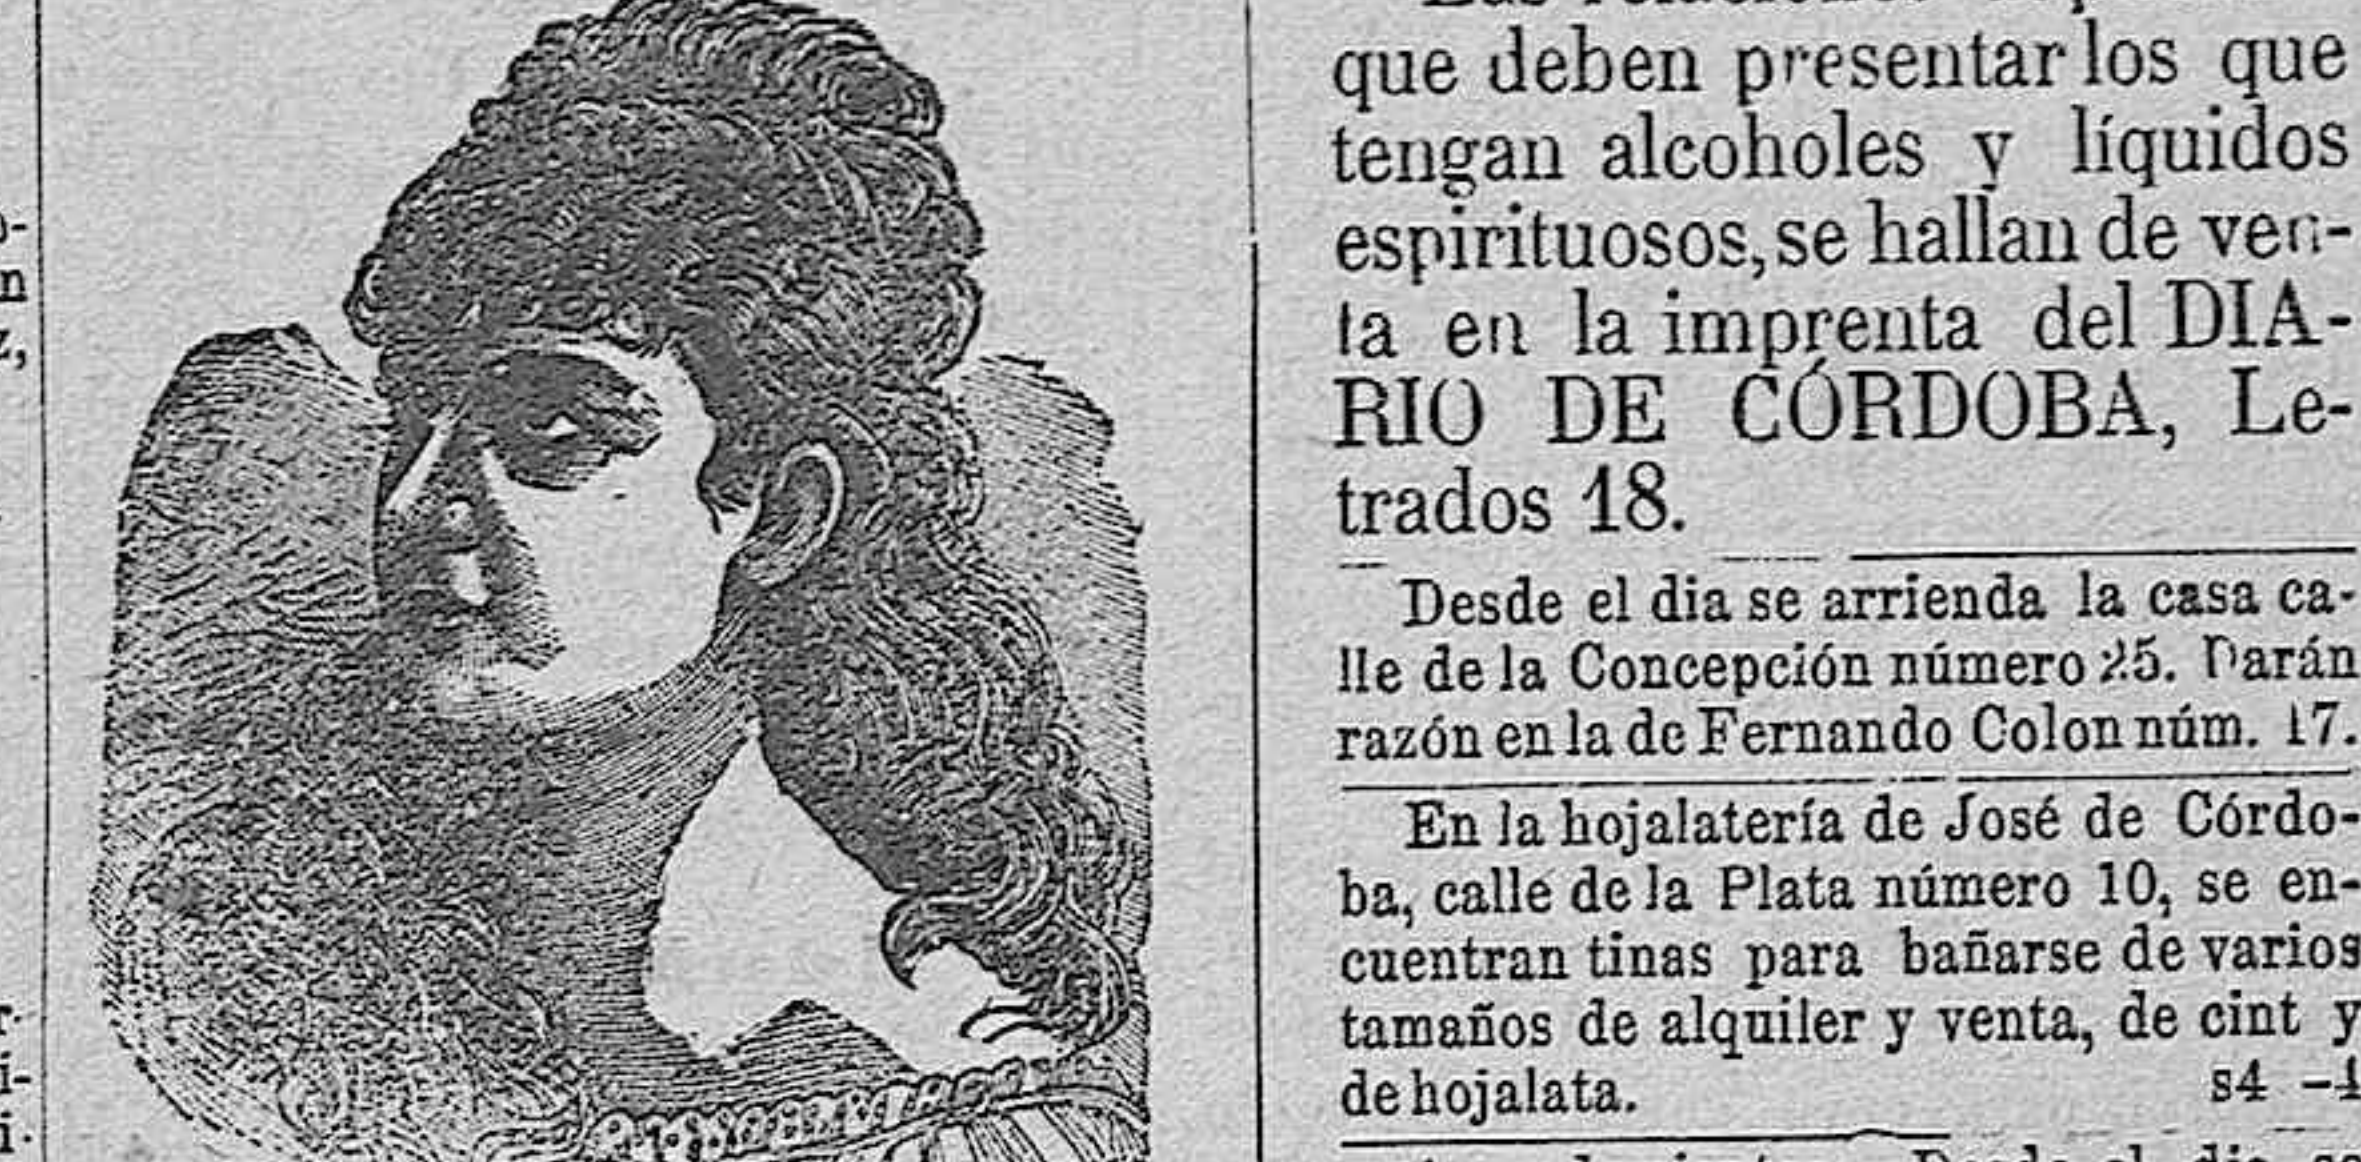 que deben presentar los que
tengan alcoholes y líquidos
espirituosos, se hallan de ven-
ta en la imprenta del DIA-
RIO DE CÓRDOBA, Le-
trados 18.
Desde el dia se arrienda la casa ca-
lle de la Concepción número 25. Darán
razón en la de Fernando Colon núm. 17.
En la hojalatería de José de Córdo-
ba, calle de la Plata número 10, se en-
cuentran tinas para bañarse de varios
tamaños de alquiler y venta, de cint y
de hojalata. s4 -1